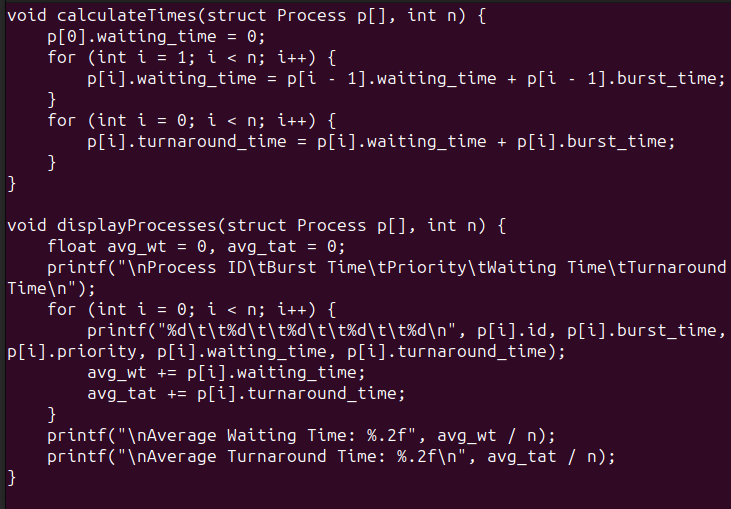 void calculateTimes(struct Process p[], int n) {
    p[0].waiting_time = 0;
    for (int i = 1; i < n; i++) {
        p[i].waiting_time = p[i - 1].waiting_time + p[i - 1].burst_time;
    }
    for (int i = 0; i < n; i++) {
        p[i].turnaround_time = p[i].waiting_time + p[i].burst_time;
    }
}

void displayProcesses(struct Process p[], int n) {
    float avg_wt = 0, avg_tat = 0;
    printf("\nProcess ID\tBurst Time\tPriority\tWaiting Time\tTurnaround
Time\n");
    for (int i = 0; i < n; i++) {
        printf("%d\t\t%d\t\t%d\t\t%d\t\t%d\n", p[i].id, p[i].burst_time,
p[i].priority, p[i].waiting_time, p[i].turnaround_time);
        avg_wt += p[i].waiting_time;
        avg_tat += p[i].turnaround_time;
    }
    printf("\nAverage Waiting Time: %.2f", avg_wt / n);
    printf("\nAverage Turnaround Time: %.2f\n", avg_tat / n);
}